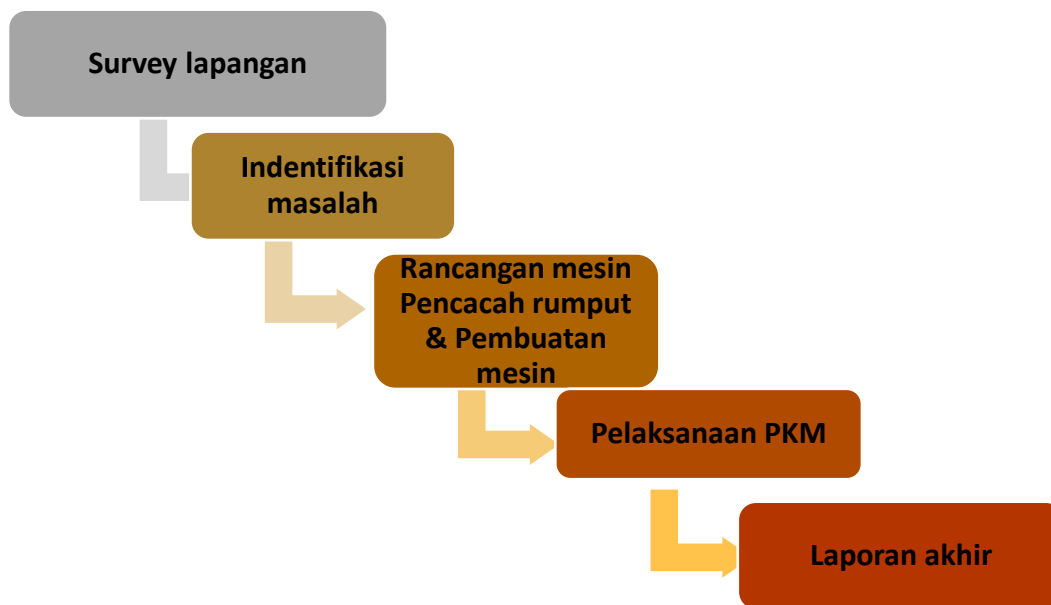 Survey lapangan
Indentifikasi
masalah
Rancangan mesin
Pencacah rumput
& Pembuatan
mesin
Pelaksanaan PKM
Laporan akhir